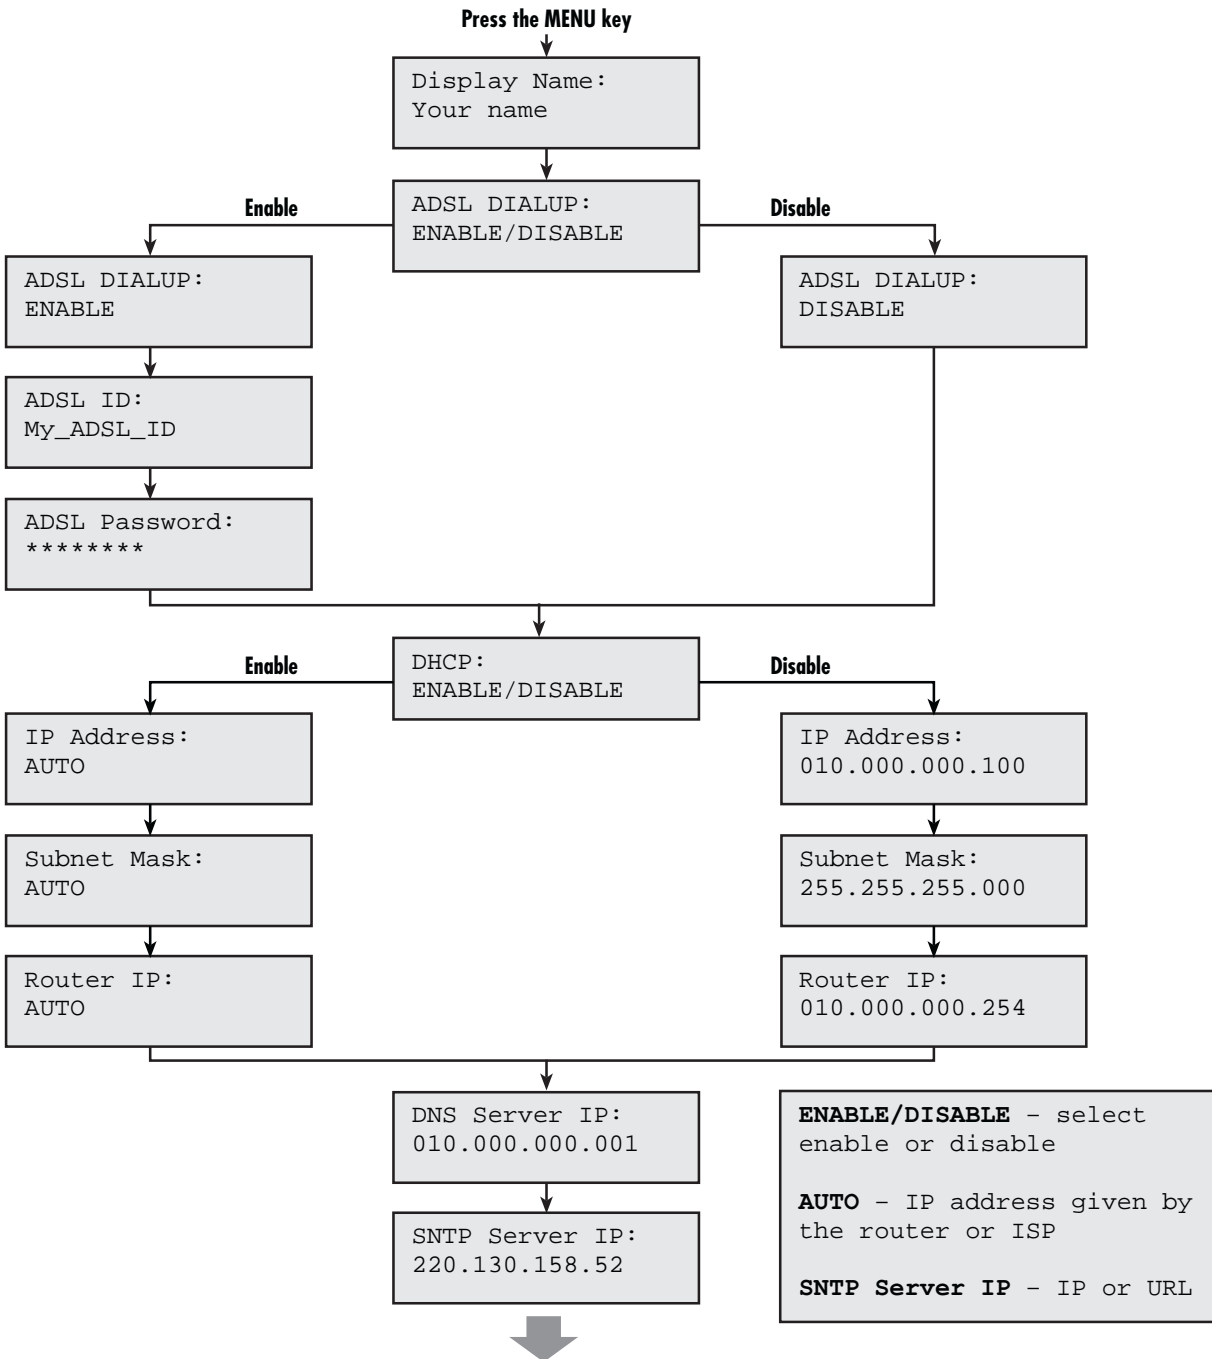 Press the MENU key
Display Name:
Your name
ADSL DIALUP:
ENABLE/DISABLE
Enable
Disable
ADSL DIALUP:
ENABLE
ADSL DIALUP:
DISABLE
ADSL ID:
My_ADSL_ID
ADSL Password:
********
DHCP:
ENABLE/DISABLE
Enable
Disable
IP Address:
AUTO
IP Address:
010.000.000.100
Subnet Mask:
AUTO
Subnet Mask:
255.255.255.000
Router IP:
AUTO
Router IP:
010.000.000.254
DNS Server IP:
010.000.000.001
SNTP Server IP:
220.130.158.52
ENABLE/DISABLE – select
enable or disable
AUTO – IP address given by
the router or ISP
SNTP Server IP – IP or URL